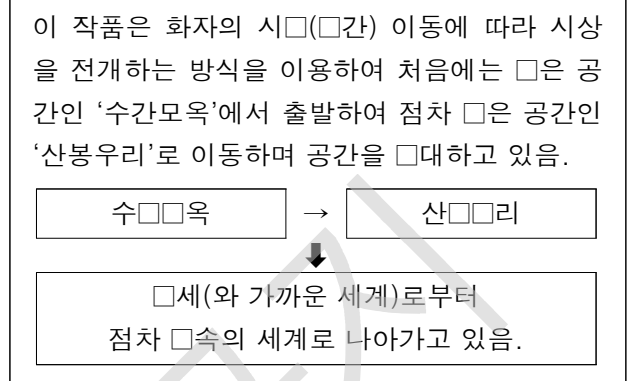 이 작품은 화자의 시□(□간) 이동에 따라 시상
을 전개하는 방식을 이용하여 처음에는 □은 공
간인 ‘수간모옥’에서 출발하여 점차 □은 공간인
‘산봉우리’로 이동하며 공간을 □대하고 있음.
수□□옥 → 산□□리
□세(와 가까운 세계)로부터
점차 □속의 세계로 나아가고 있음.